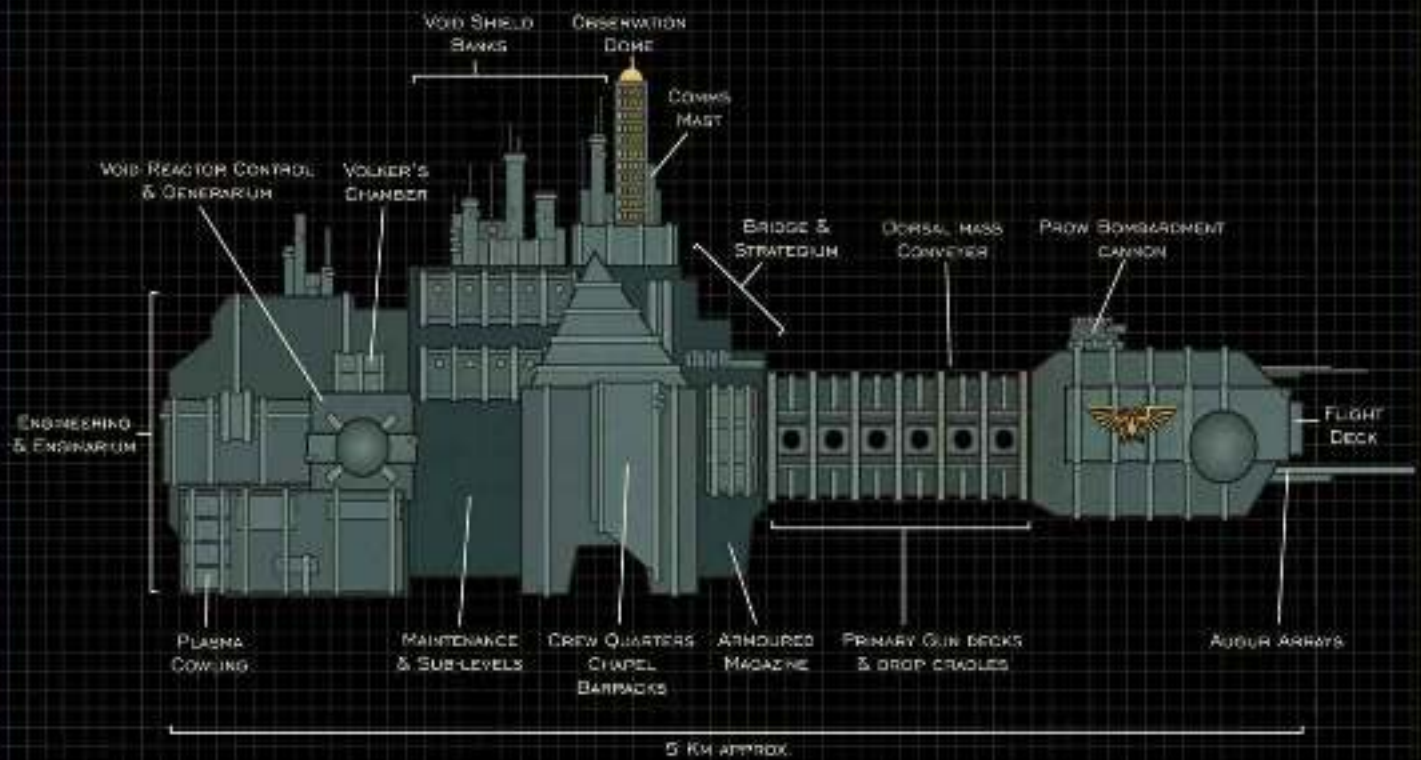 Void Shield
Banks
Observation
Dome
Comms
Mast
Void-Reactor Control
& Generarium
Volker's
Chamber
Bridge &
Strategium
Dorsal mass
Conveyer
Prow Bombardment
cannon
Engineering
& Enginarium
Flight
Deck
Plasma
Cowling
Maintenance
& Sub-levels
Crew Quarters
Chapel
Barracks
Armoured
Magazine
Primary Gun decks
& drop cradles
Augur Arrays
5 Km approx.